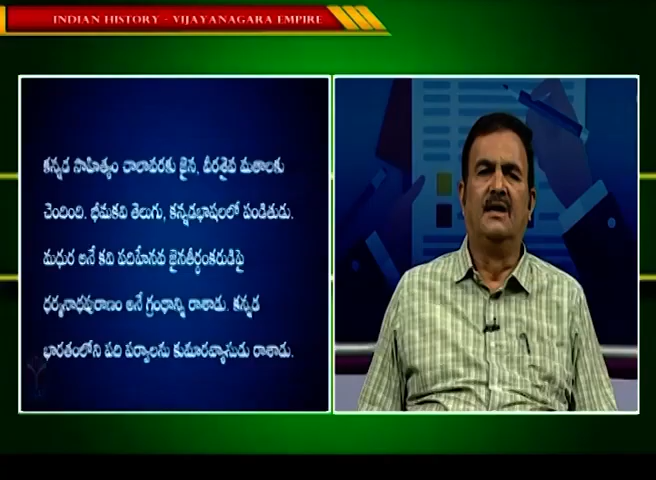 INDIAN HISTORY - VIJAYANAGARA EMPIRE
కన్నడ సాహిత్యం చాలావరకు జైన, వీరశైవ మతాలకు
చెందింది. భీమకవి తెలుగు, కన్నడభాషలలో పండితుడు.
మధుర అనే కవి పదిహేనవ జైనతీర్థంకరుడిపై
ధర్మనాథపురాణం అనే గ్రంథాన్ని రాశాడు. కన్నడ
భారతంలోని పది పర్వాలను కుమారవ్యాసుడు రాశాడు.